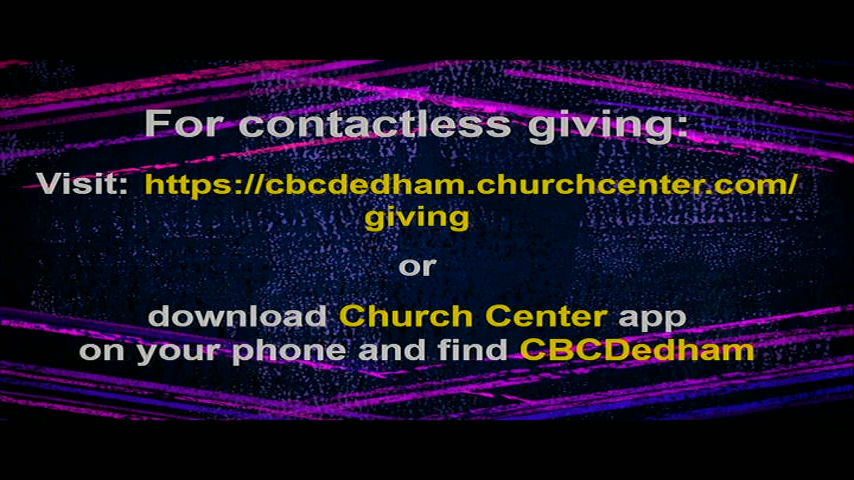 For contactless giving:
Visit: https://cbcdedham.churchcenter.com/
giving
or
download Church Center app
on your phone and find CBCDedham